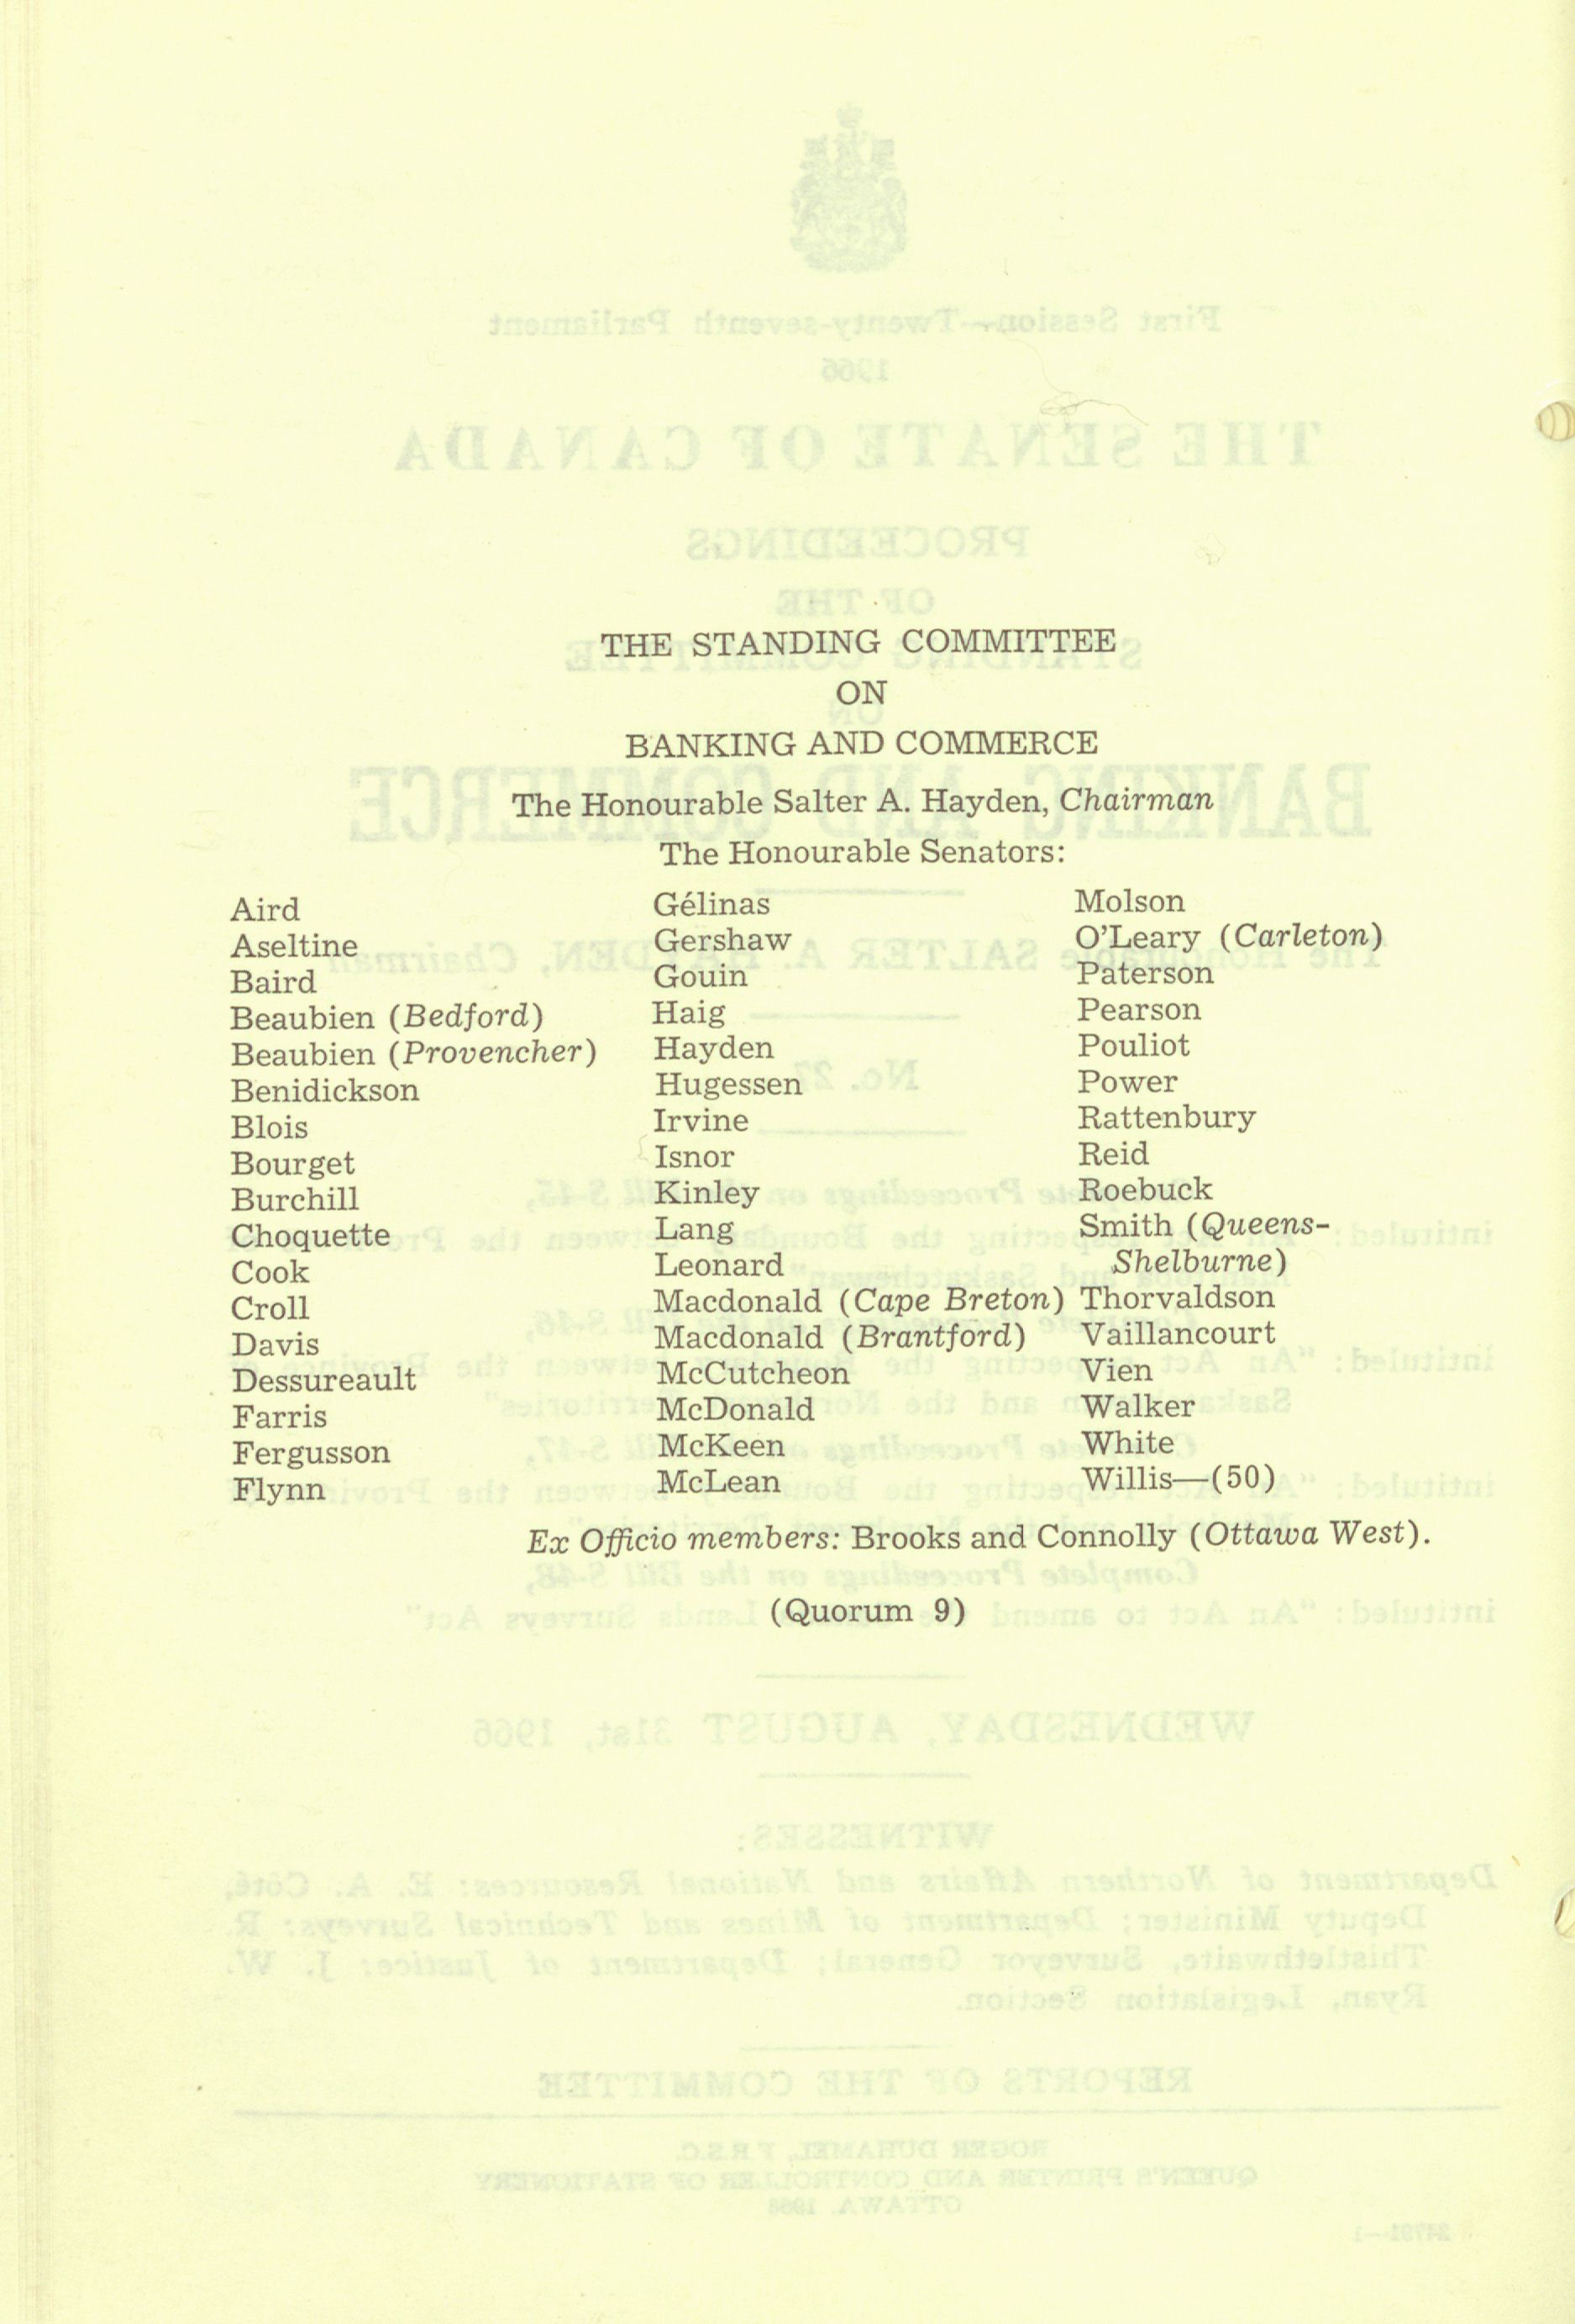 THE STANDING COMMITTEE
ON
BANKING AND COMMERCE
The Honourable Salter A. Hayden, Chairman
The Honourable Senators:
Aird
Aseltine
Baird
Beaubien (Bedford)
Beaubien (Provencher)
Benidickson
Blois
Bourget
Burchill
Choquette
Cook
Croll
Davis
Dessureault
Farris
Fergusson
Flynn
Gélinas
Gershaw
Gouin
Haig
Hayden
Hugessen
Irvine
Isnor
Kinley
Lang
Leonard
Macdonald (Cape Breton)
Macdonald (Brantford)
McCutcheon
McDonald
McKeen
McLean
Molson
O'Leary (Carleton)
Paterson
Pearson
Pouliot
Power
Rattenbury
Reid
Roebuck
Smith (Queens-
Shelburne)
Thorvaldson
Vaillancourt
Vien
Walker
White
Willis—(50)
Ex Officio members: Brooks and Connolly (Ottawa West).
(Quorum 9)